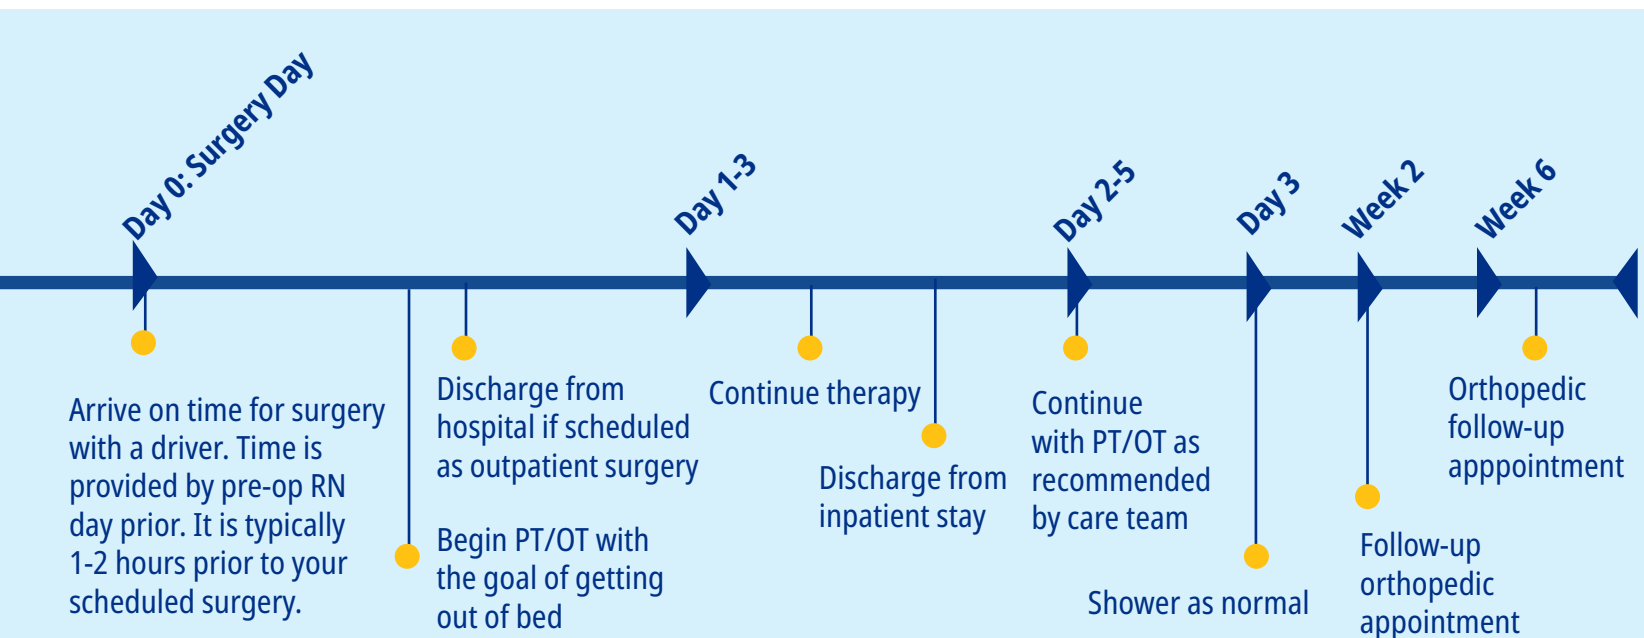 Day 0: Surgery Day
Day 1-3
Day 2-5
Day 3
Week 2
Week 6
Arrive on time for surgery
with a driver. Time is
provided by pre-op RN
day prior. It is typically
1-2 hours prior to your
scheduled surgery.
Discharge from
hospital if scheduled
as outpatient surgery
Begin PT/OT with
the goal of getting
out of bed
Continue therapy
Discharge from
inpatient stay
Continue
with PT/OT as
recommended
by care team
Shower as normal
Follow-up
orthopedic
appointment
Orthopedic
follow-up
apppointment